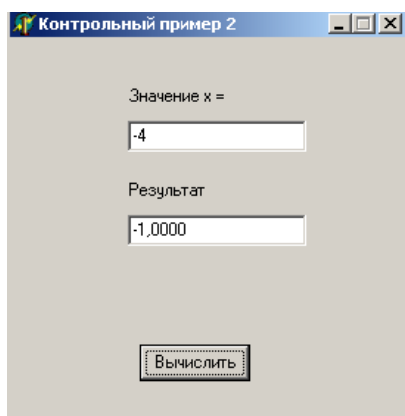 Контрольный пример 2
Значение x =
-4
Результат
-1,0000
Вычислить